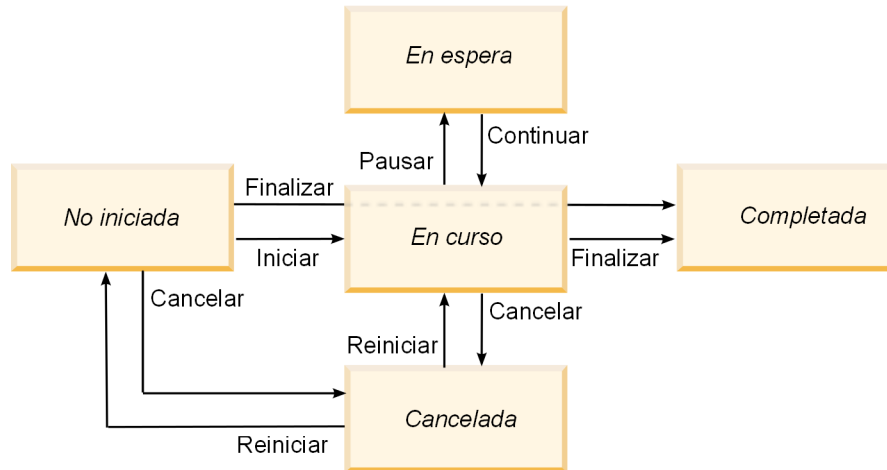 En espera
Continuar
Pausar
Finalizar
No iniciada
Completada
En curso
Iniciar
Finalizar
Cancelar
Cancelar
Reiniciar
Cancelada
Reiniciar